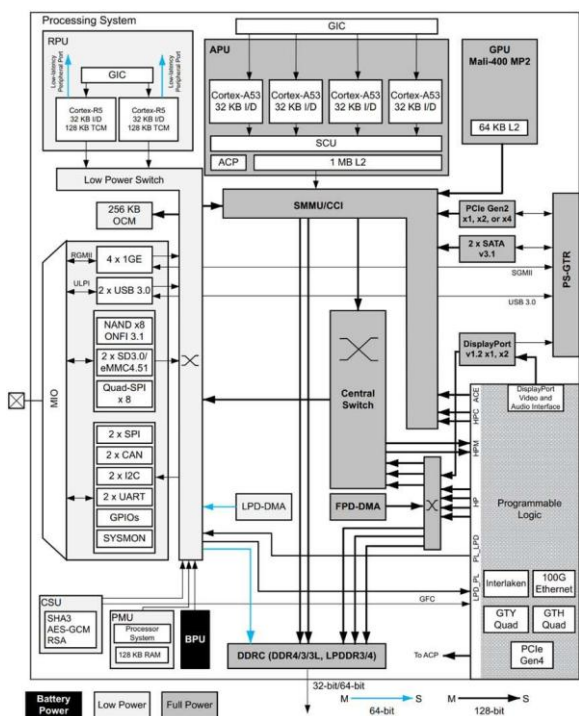 Processing System
RPU
Low-latency
Peripheral Port
Low-latency
Peripheral Port
GIC
Cortex-R5
32 KB I/D
128 KB TCM
Cortex-R5
32 KB I/D
128 KB TCM
GIC
APU
Cortex-A53
32 KB I/D
Cortex-A53
32 KB I/D
Cortex-A53
32 KB I/D
Cortex-A53
32 KB I/D
SCU
ACP
1 MB L2
GPU
Mali-400 MP2
64 KB L2
Low Power Switch
256 KB
OCM
SMMU/CCI
PCIe Gen2
x1, x2, or x4
2 x SATA
v3.1
PS-GTR
SGMII
USB 3.0
MIO
RGMII
ULPI
4 x 1GE
2 x USB 3.0
NAND x8
ONFI 3.1
2 x SD3.0/
eMMC4.51
Quad-SPI
x 8
2 x SPI
2 x CAN
2 x I2C
2 x UART
GPIOs
SYSMON
Central
Switch
DisplayPort
v1.2 x1, x2
DisplayPort
Video and
Audio Interface
ACE
HPC
HPM
HP
PL_LPD
LPD_PL
LPD-DMA
FPD-DMA
Programmable
Logic
Interlaken
100G
Ethernet
GTY
Quad
GTH
Quad
PCIe
Gen4
CSU
SHA3
AES-GCM
RSA
PMU
Processor
System
128 KB RAM
BPU
GFC
DDRC (DDR4/3/3L, LPDDR3/4)
To ACP
32-bit/64-bit
Battery
Power
Low Power
Full Power
M
S
64-bit
M
S
128-bit